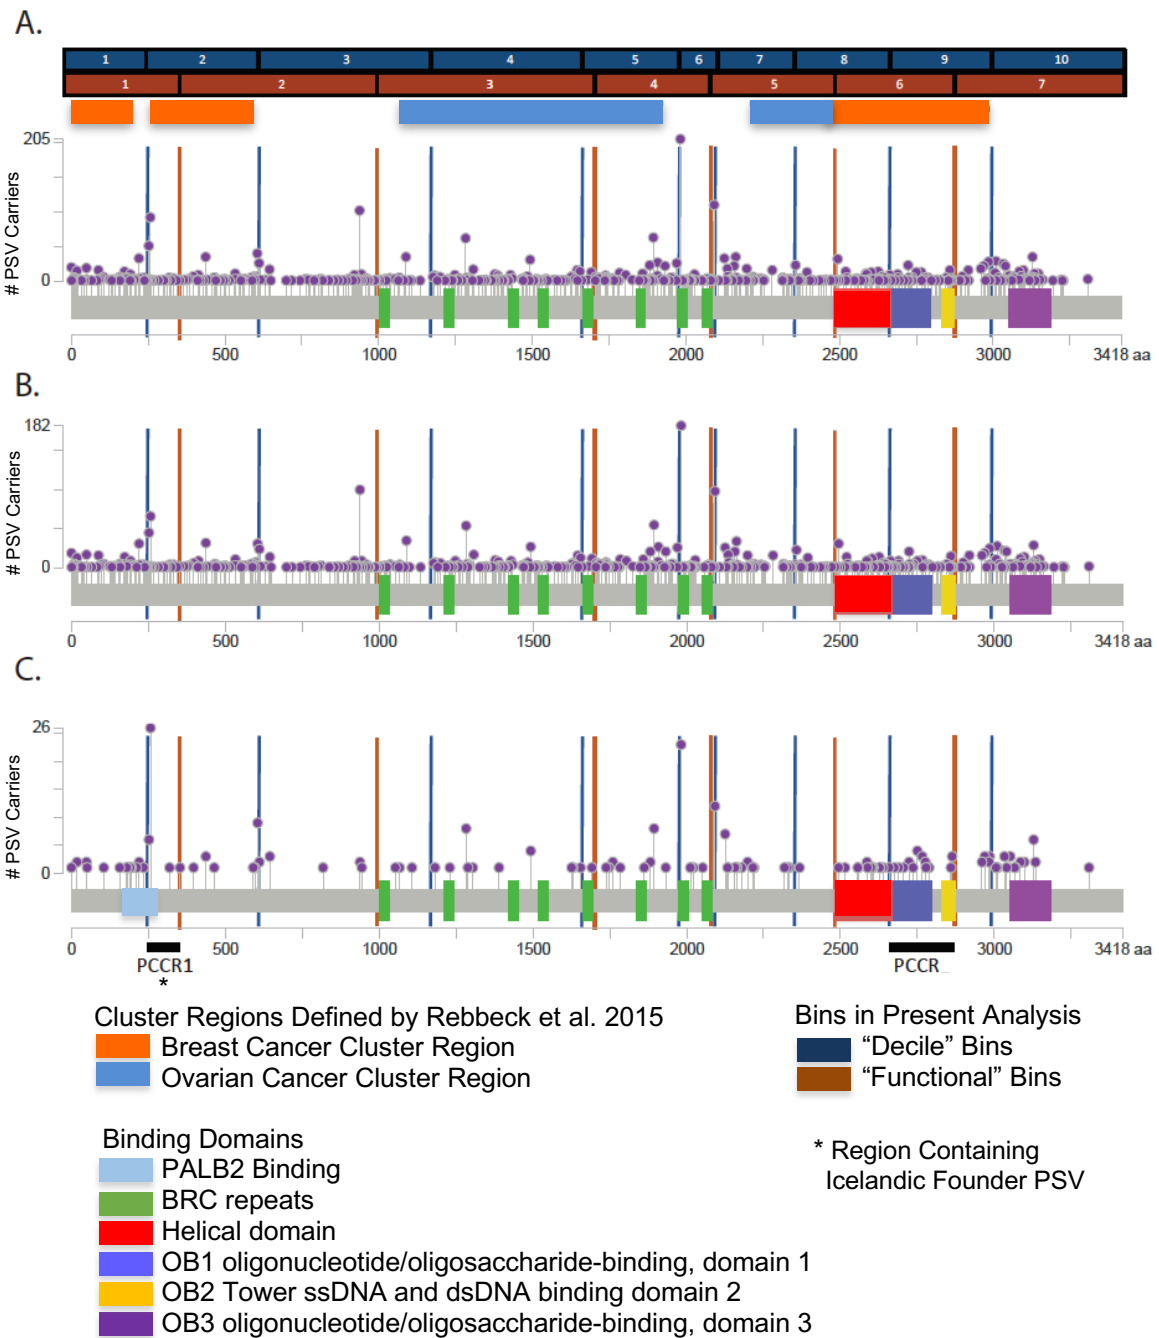 A.
1 2 3 4 5 6 7 8 9 10
1 2 3 4 5 6 7
205
# PSV Carriers
0
0 500 1000 1500 2000 2500 3000 3418 aa
B.
182
# PSV Carriers
0
0 500 1000 1500 2000 2500 3000 3418 aa
C.
26
# PSV Carriers
0
0 500 1000 1500 2000 2500 3000 3418 aa
PCCR1 PCCR
*
Cluster Regions Defined by Rebbeck et al. 2015
Breast Cancer Cluster Region
Ovarian Cancer Cluster Region
Bins in Present Analysis
“Decile” Bins
“Functional” Bins
Binding Domains
PALB2 Binding
BRC repeats
Helical domain
OB1 oligonucleotide/oligosaccharide-binding, domain 1
OB2 Tower ssDNA and dsDNA binding domain 2
OB3 oligonucleotide/oligosaccharide-binding, domain 3
* Region Containing
Icelandic Founder PSV